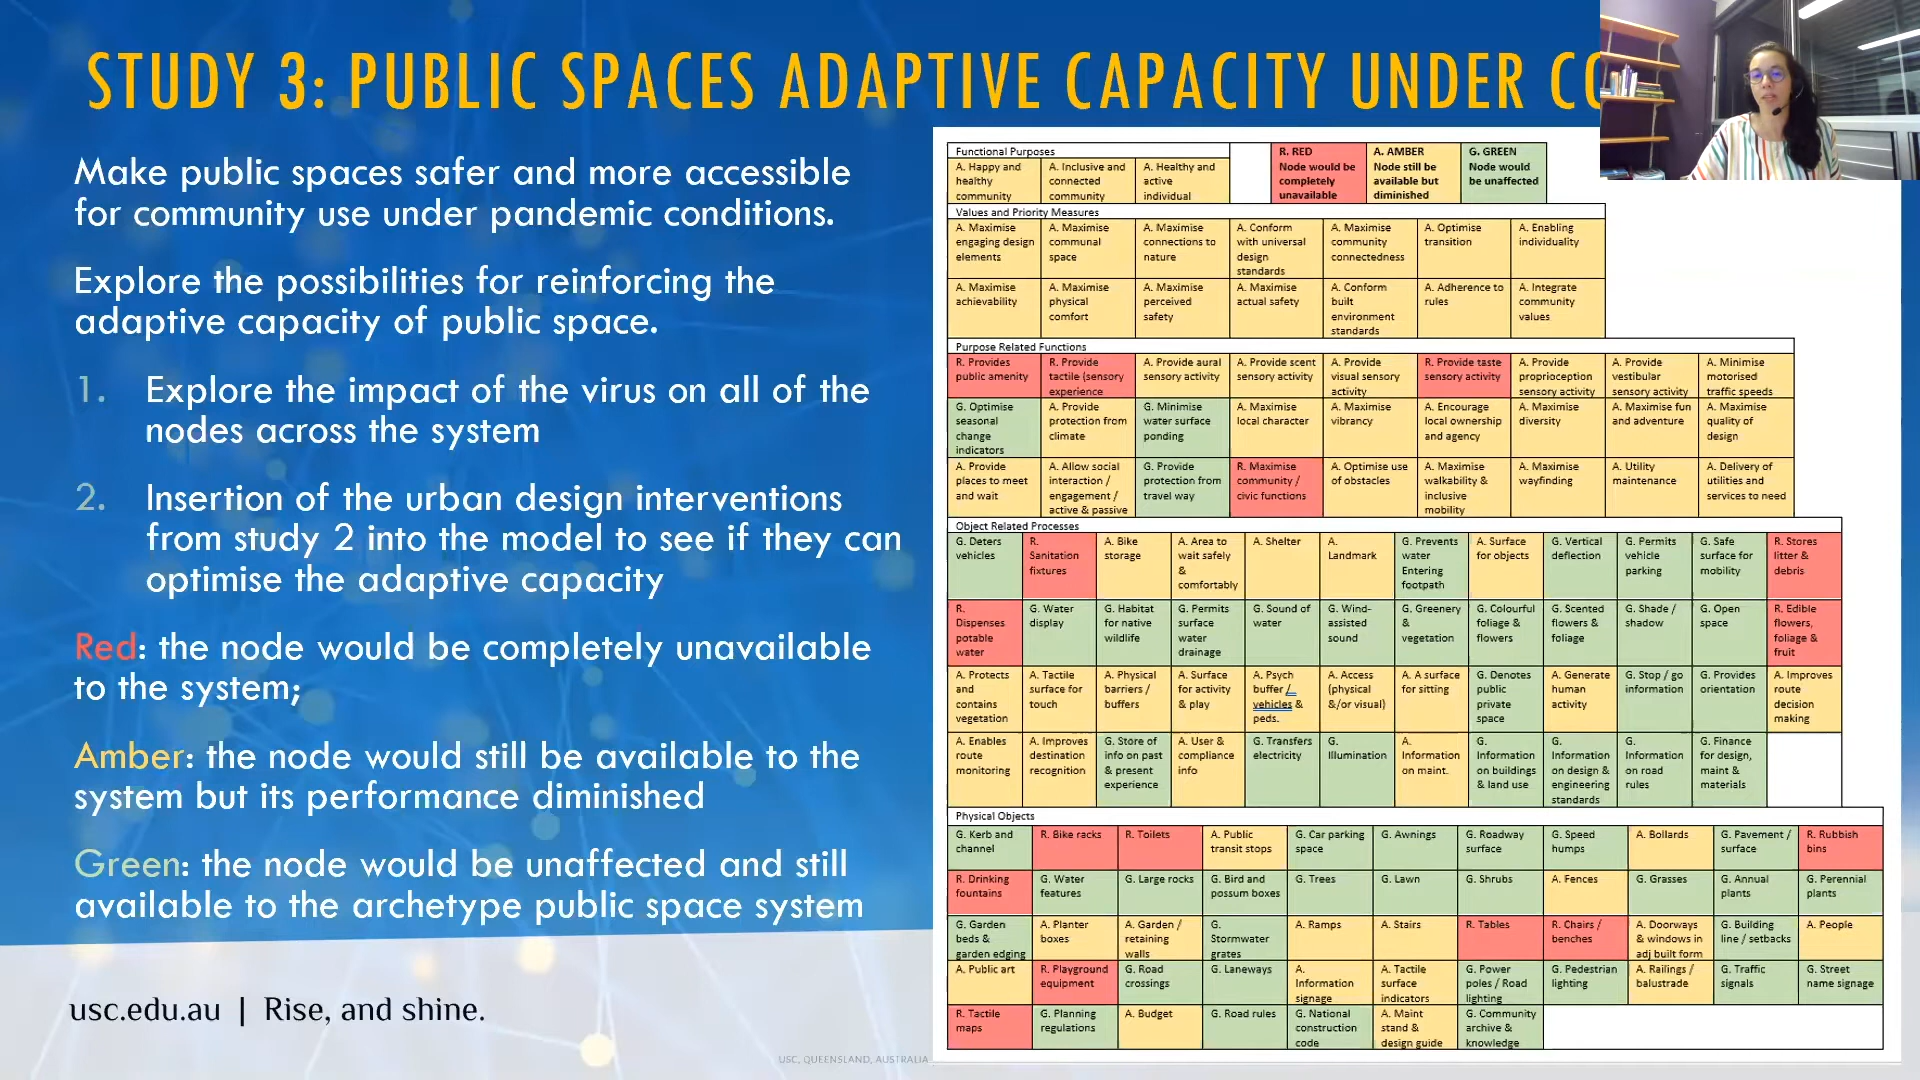 STUDY 3: PUBLIC SPACES ADAPTIVE CAPACITY UNDER CO
Make public spaces safer and more accessible
for community use under pandemic conditions.
Explore the possibilities for reinforcing the
adaptive capacity of public space.
1. Explore the impact of the virus on all of the
nodes across the system
2. Insertion of the urban design interventions
from study 2 into the model to see if they can
optimise the adaptive capacity
Red: the node would be completely unavailable
to the system;
Amber: the node would still be available to the
system but its performance diminished
Green: the node would be unaffected and still
available to the archetype public space system
usc.edu.au | Rise, and shine.
USC, QUEENSLAND, AUSTRALIA
Functional Purposes
A. Happy and
healthy
community
A. Inclusive and
connected
community
A. Healthy and
active
individual
R. RED
Node would be
completely
unavailable
A. AMBER
Node still be
available but
diminished
G. GREEN
Node would
be unaffected
Values and Priority Measures
A. Maximise
engaging design
elements
A. Maximise
communal
space
A. Maximise
connections to
nature
A. Conform
with universal
design
standards
A. Maximise
community
connectedness
A. Optimise
transition
A. Enabling
individuality
A. Maximise
achievability
A. Maximise
physical
comfort
A. Maximise
perceived
safety
A. Maximise
actual safety
A. Conform
built
environment
standards
A. Adherence to
rules
A. Integrate
community
values
Purpose Related Functions
R. Provides
public amenity
R. Provide
tactile (sensory
experience
A. Provide aural
sensory activity
A. Provide scent
sensory activity
A. Provide
visual sensory
activity
R. Provide taste
sensory activity
A. Provide
proprioception
sensory activity
A. Provide
vestibular
sensory activity
A. Minimise
motorised
traffic speeds
G. Optimise
seasonal
change
indicators
A. Provide
protection from
climate
G. Minimise
water surface
ponding
A. Maximise
local character
A. Maximise
vibrancy
A. Encourage
local ownership
and agency
A. Maximise
diversity
A. Maximise fun
and adventure
A. Maximise
quality of
design
A. Provide
places to meet
and wait
A. Allow social
interaction /
engagement /
active & passive
G. Provide
protection from
travel way
R. Maximise
community /
civic functions
A. Optimise use
of obstacles
A. Maximise
walkability &
inclusive
mobility
A. Maximise
wayfinding
A. Utility
maintenance
A. Delivery of
utilities and
services to need
Object Related Processes
G. Deters
vehicles
R.
Sanitation
fixtures
A. Bike
storage
A. Area to
wait safely
&
comfortably
A. Shelter
A.
Landmark
G. Prevents
water
Entering
footpath
A. Surface
for objects
G. Vertical
deflection
G. Permits
vehicle
parking
G. Safe
surface for
mobility
R. Stores
litter &
debris
R.
Dispenses
potable
water
G. Water
display
G. Habitat
for native
wildlife
G. Permits
surface
water
drainage
G. Sound of
water
G. Wind-
assisted
sound
G. Greenery
&
vegetation
G. Colourful
foliage &
flowers
G. Scented
flowers &
foliage
G. Shade /
shadow
G. Open
space
R. Edible
flowers,
foliage &
fruit
A. Protects
and
contains
vegetation
A. Tactile
surface for
touch
A. Physical
barriers /
buffers
A. Surface
for activity
& play
A. Psych
buffer /
vehicles &
peds.
A. Access
(physical
&/or visual)
A. A surface
for sitting
G. Denotes
public
private
space
A. Generate
human
activity
G. Stop / go
information
G. Provides
orientation
A. Improves
route
decision
making
A. Enables
route
monitoring
A. Improves
destination
recognition
G. Store of
info on past
& present
experience
A. User &
compliance
info
G. Transfers
electricity
G.
Illumination
A.
Information
on maint.
G.
Information
on buildings
& land use
G.
Information
on design &
engineering
standards
G.
Information
on road
rules
G. Finance
for design,
maint &
materials
Physical Objects
G. Kerb and
channel
R. Bike racks
R. Toilets
A. Public
transit stops
G. Car parking
space
G. Awnings
G. Roadway
surface
G. Speed
humps
A. Bollards
G. Pavement /
surface
R. Rubbish
bins
R. Drinking
fountains
G. Water
features
G. Large rocks
G. Bird and
possum boxes
G. Trees
G. Lawn
G. Shrubs
A. Fences
G. Grasses
G. Annual
plants
G. Perennial
plants
G. Garden
beds &
garden edging
A. Planter
boxes
A. Garden /
retaining
walls
G.
Stormwater
grates
A. Ramps
A. Stairs
R. Tables
R. Chairs /
benches
A. Doorways
& windows in
adj built form
G. Building
line / setbacks
A. People
A. Public art
R. Playground
equipment
G. Road
crossings
G. Laneways
A.
Information
signage
A. Tactile
surface
indicators
G. Power
poles / Road
lighting
G. Pedestrian
lighting
A. Railings /
balustrade
G. Traffic
signals
G. Street
name signage
R. Tactile
maps
G. Planning
regulations
A. Budget
G. Road rules
G. National
construction
code
A. Maint
stand &
design guide
G. Community
archive &
knowledge